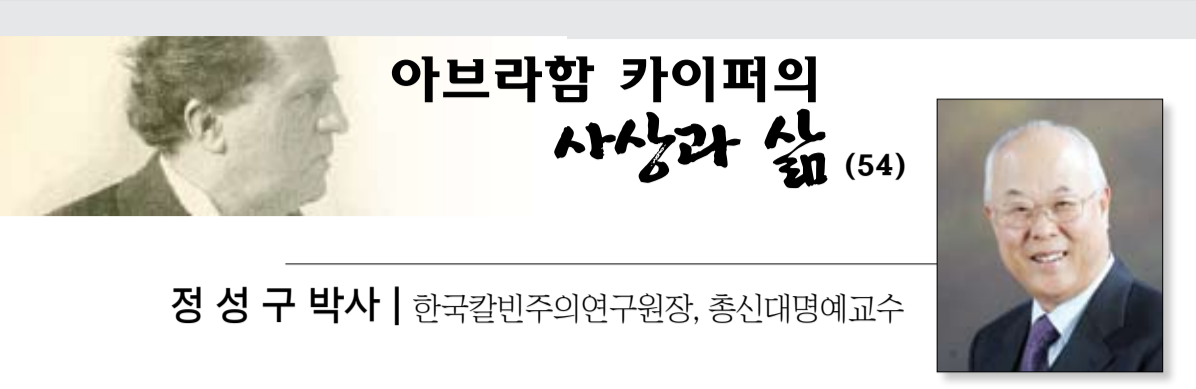 아브라함 카이퍼의
사상과 삶 (54)
정 성 구 박사 | 한국칼빈주의연구원장, 총신대명예교수